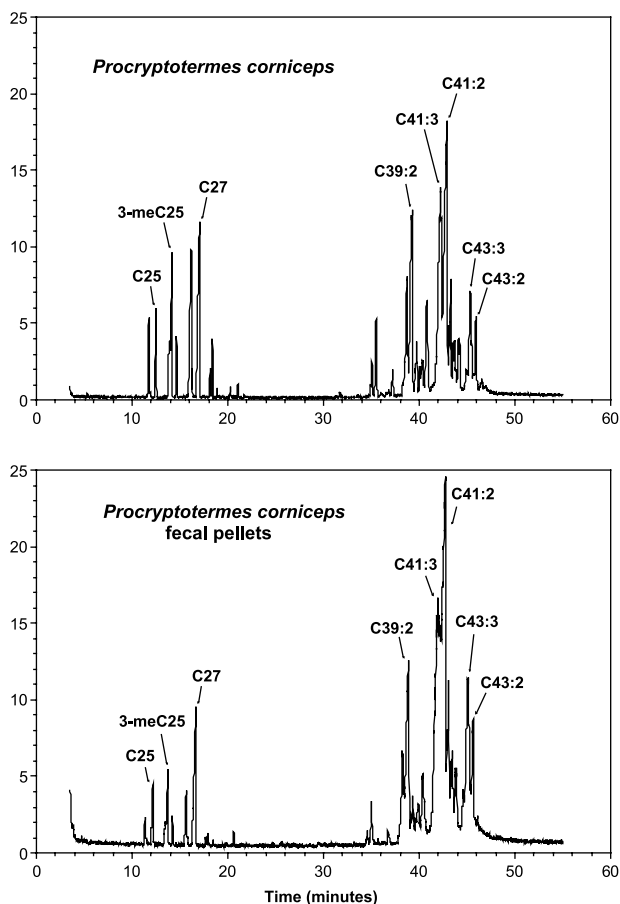 25
Procryptotermes corniceps
C41:2
20
C41:3
15
C39:2
C27
3-meC25
10
C43:3
C25
C43:2
5
0
0 10 20 30 40 50 60
25
Procryptotermes corniceps
fecal pellets
C41:2
20
C41:3
15
C39:2
C43:3
C27
C43:2
10
3-meC25
C25
5
0
0 10 20 30 40 50 60
Time (minutes)